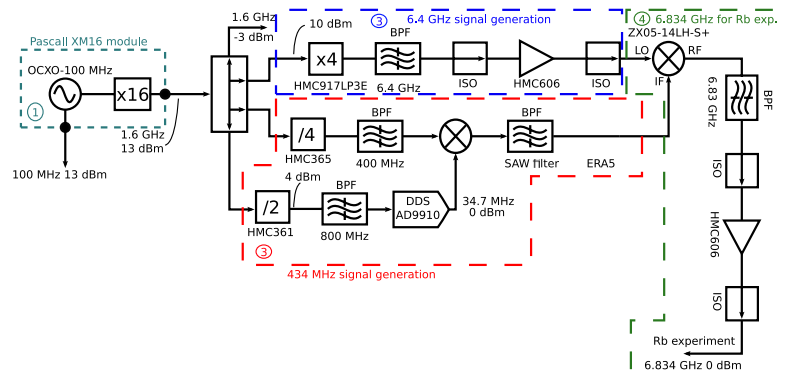 Pascall XM16 module
OCXO-100 MHz
x16
1
1.6 GHz
13 dBm
100 MHz 13 dBm
1.6 GHz
-3 dBm
10 dBm
3
6.4 GHz signal generation
x4
HMC917LP3E
BPF
6.4 GHz
ISO
HMC606
ISO
4
6.834 GHz for Rb exp.
ZX05-14LH-S+
LO
RF
IF
/4
HMC365
BPF
400 MHz
BPF
SAW filter
ERA5
4 dBm
/2
HMC361
BPF
800 MHz
DDS
AD9910
34.7 MHz
0 dBm
3
434 MHz signal generation
6.83 GHz
BPF
ISO
HMC606
ISO
Rb experiment
6.834 GHz 0 dBm